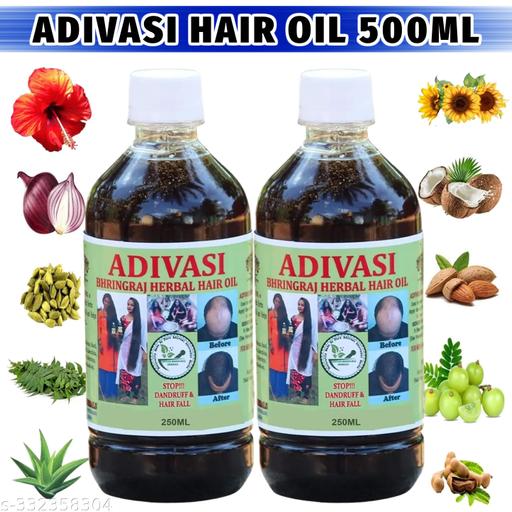 ADIVASI HAIR OIL 500ML
ADIVASI
BHRINGRAJ HERBAL HAIR OIL
Before
After
STOP!!!
DANDRUFF &
HAIR FALL
250ML
ADIVASI
BHRINGRAJ HERBAL HAIR OIL
Before
After
STOP!!!
DANDRUFF &
HAIR FALL
250ML
s-332358304